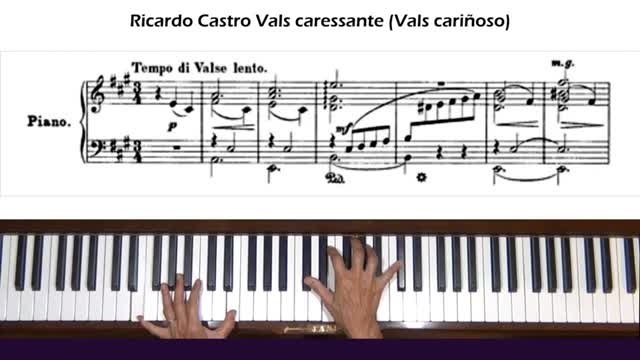 Ricardo Castro Vals caressante (Vals cariñoso)
Tempo di Valse lento.
m.g.
Piano.
p
mf
Ped.